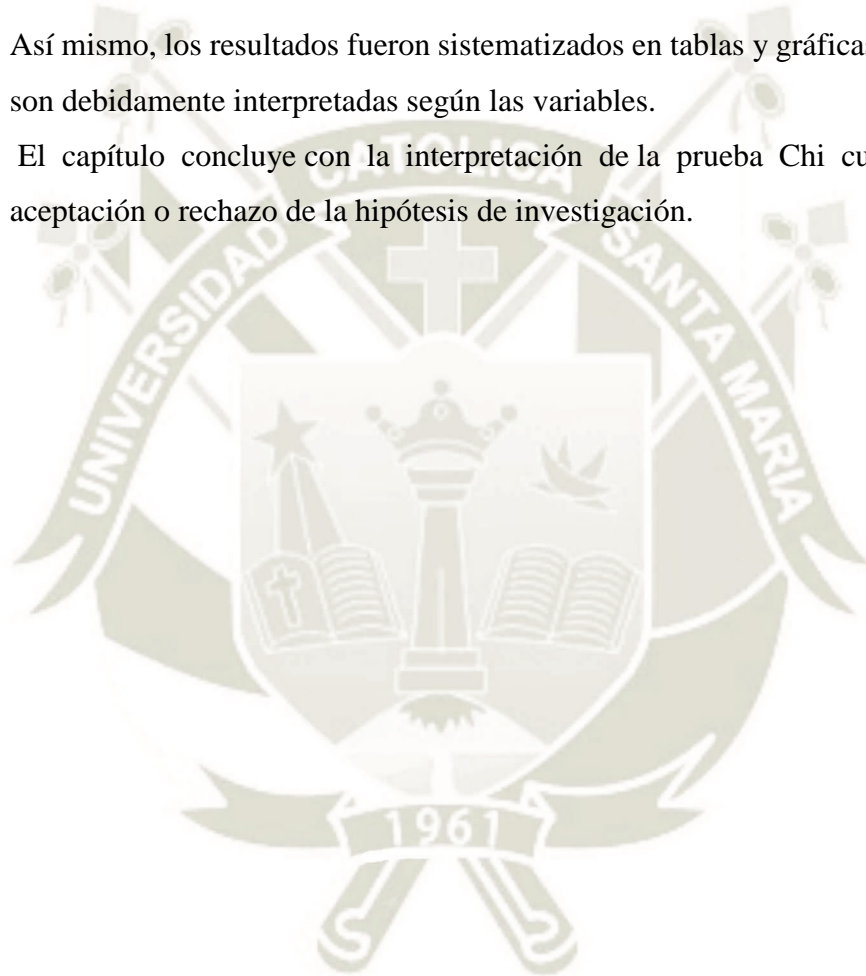 Así mismo, los resultados fueron sistematizados en tablas y gráficas
son debidamente interpretadas según las variables.
El capítulo concluye con la interpretación de la prueba Chi cu
aceptación o rechazo de la hipótesis de investigación.
UNIVERSIDAD CATOLICA SANTA MARIA
1961